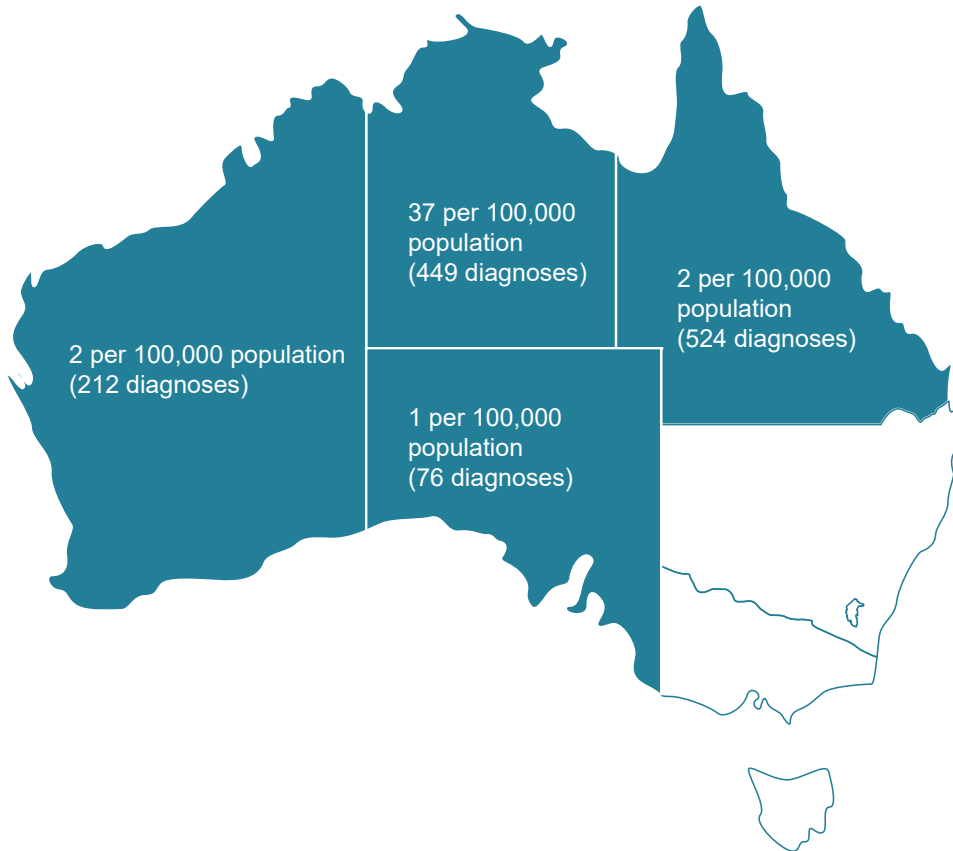 37 per 100,000
population
(449 diagnoses)
2 per 100,000
population
(524 diagnoses)
2 per 100,000 population
(212 diagnoses)
1 per 100,000
population
(76 diagnoses)